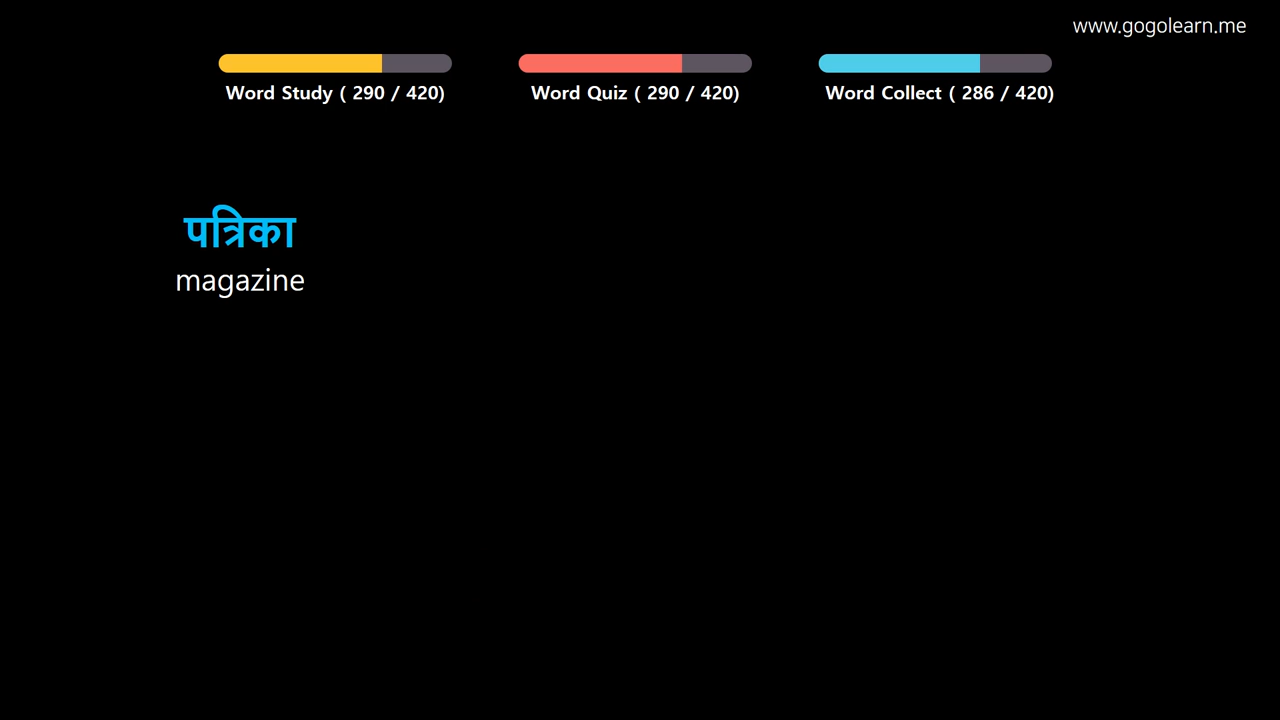 www.gogolearn.me
Word Study ( 290 / 420)
Word Quiz ( 290 / 420)
Word Collect ( 286 / 420)
पत्रिका
magazine